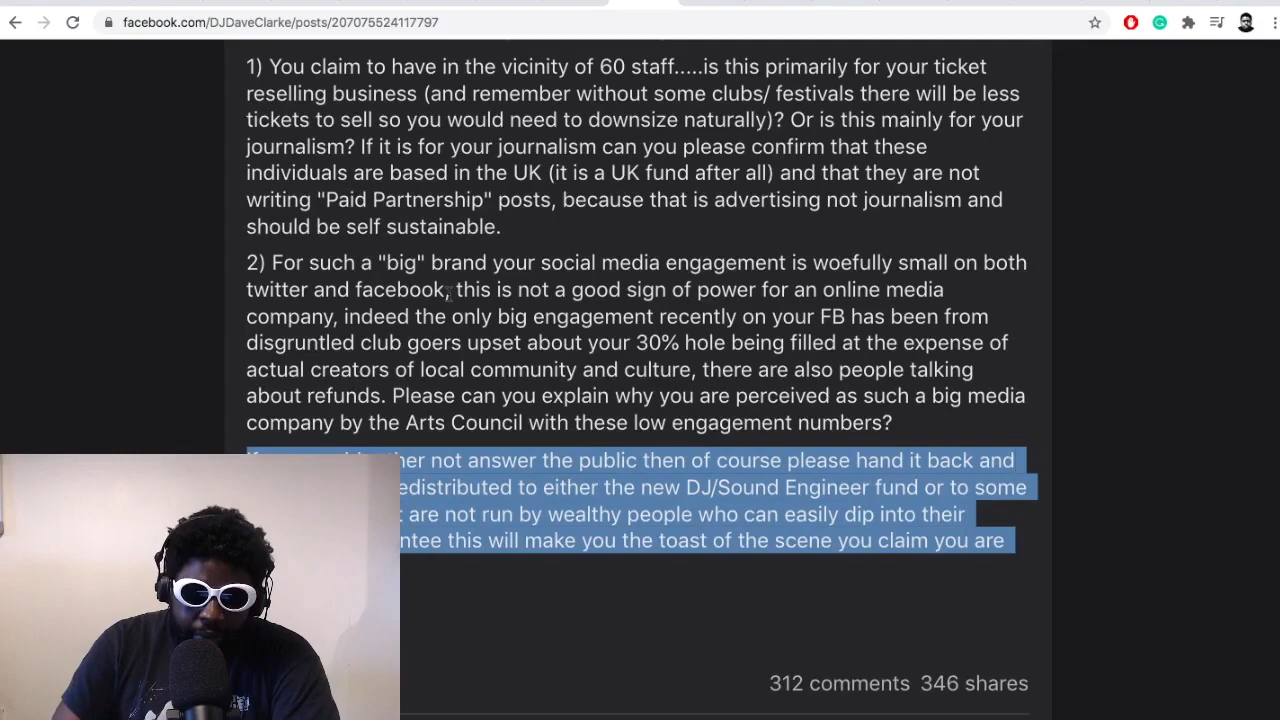 facebook.com/DJDaveClarke/posts/207075524117797
1) You claim to have in the vicinity of 60 staff.....is this primarily for your ticket
reselling business (and remember without some clubs/ festivals there will be less
tickets to sell so you would need to downsize naturally)? Or is this mainly for your
journalism? If it is for your journalism can you please confirm that these
individuals are based in the UK (it is a UK fund after all) and that they are not
writing "Paid Partnership" posts, because that is advertising not journalism and
should be self sustainable.
2) For such a "big" brand your social media engagement is woefully small on both
twitter and facebook, this is not a good sign of power for an online media
company, indeed the only big engagement recently on your FB has been from
disgruntled club goers upset about your 30% hole being filled at the expense of
actual creators of local community and culture, there are also people talking
about refunds. Please can you explain why you are perceived as such a big media
company by the Arts Council with these low engagement numbers?
not answer the public then of course please hand it back and
edistributed to either the new DJ/Sound Engineer fund or to some
are not run by wealthy people who can easily dip into their
ntee this will make you the toast of the scene you claim you are
312 comments 346 shares